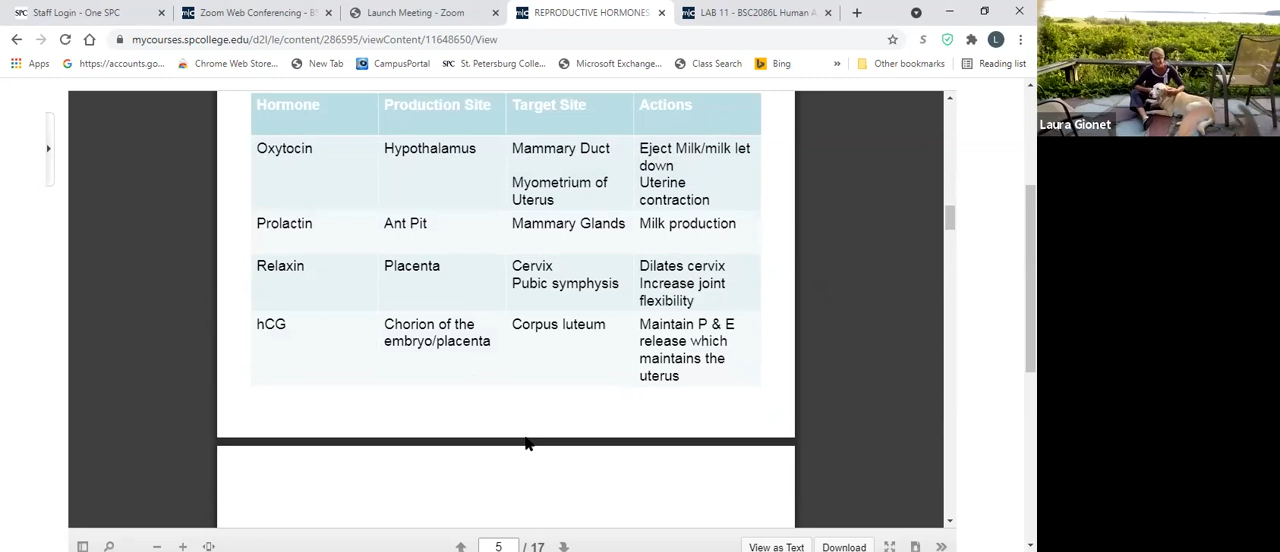 SPC Staff Login - One SPC
Zoom Web Conferencing - B
Launch Meeting - Zoom
REPRODUCTIVE HORMONES
LAB 11 - BSC2086L Human A
mycourses.spcollege.edu/d2l/le/content/286595/viewContent/11648650/View
Apps
https://accounts.go...
Chrome Web Store...
New Tab
CampusPortal
SPC St. Petersburg Colle...
Microsoft Exchange...
Class Search
Bing
»
Other bookmarks
Reading list
S
L
Laura Gionet
Hormone Production Site Target Site Actions
Oxytocin Hypothalamus Mammary Duct Eject Milk/milk let
down
Myometrium of Uterine
Uterus contraction
Prolactin Ant Pit Mammary Glands Milk production
Relaxin Placenta Cervix Dilates cervix
Pubic symphysis Increase joint
flexibility
hCG Chorion of the Corpus luteum Maintain P & E
embryo/placenta release which
maintains the
uterus
5 / 17
View as Text
Download
»